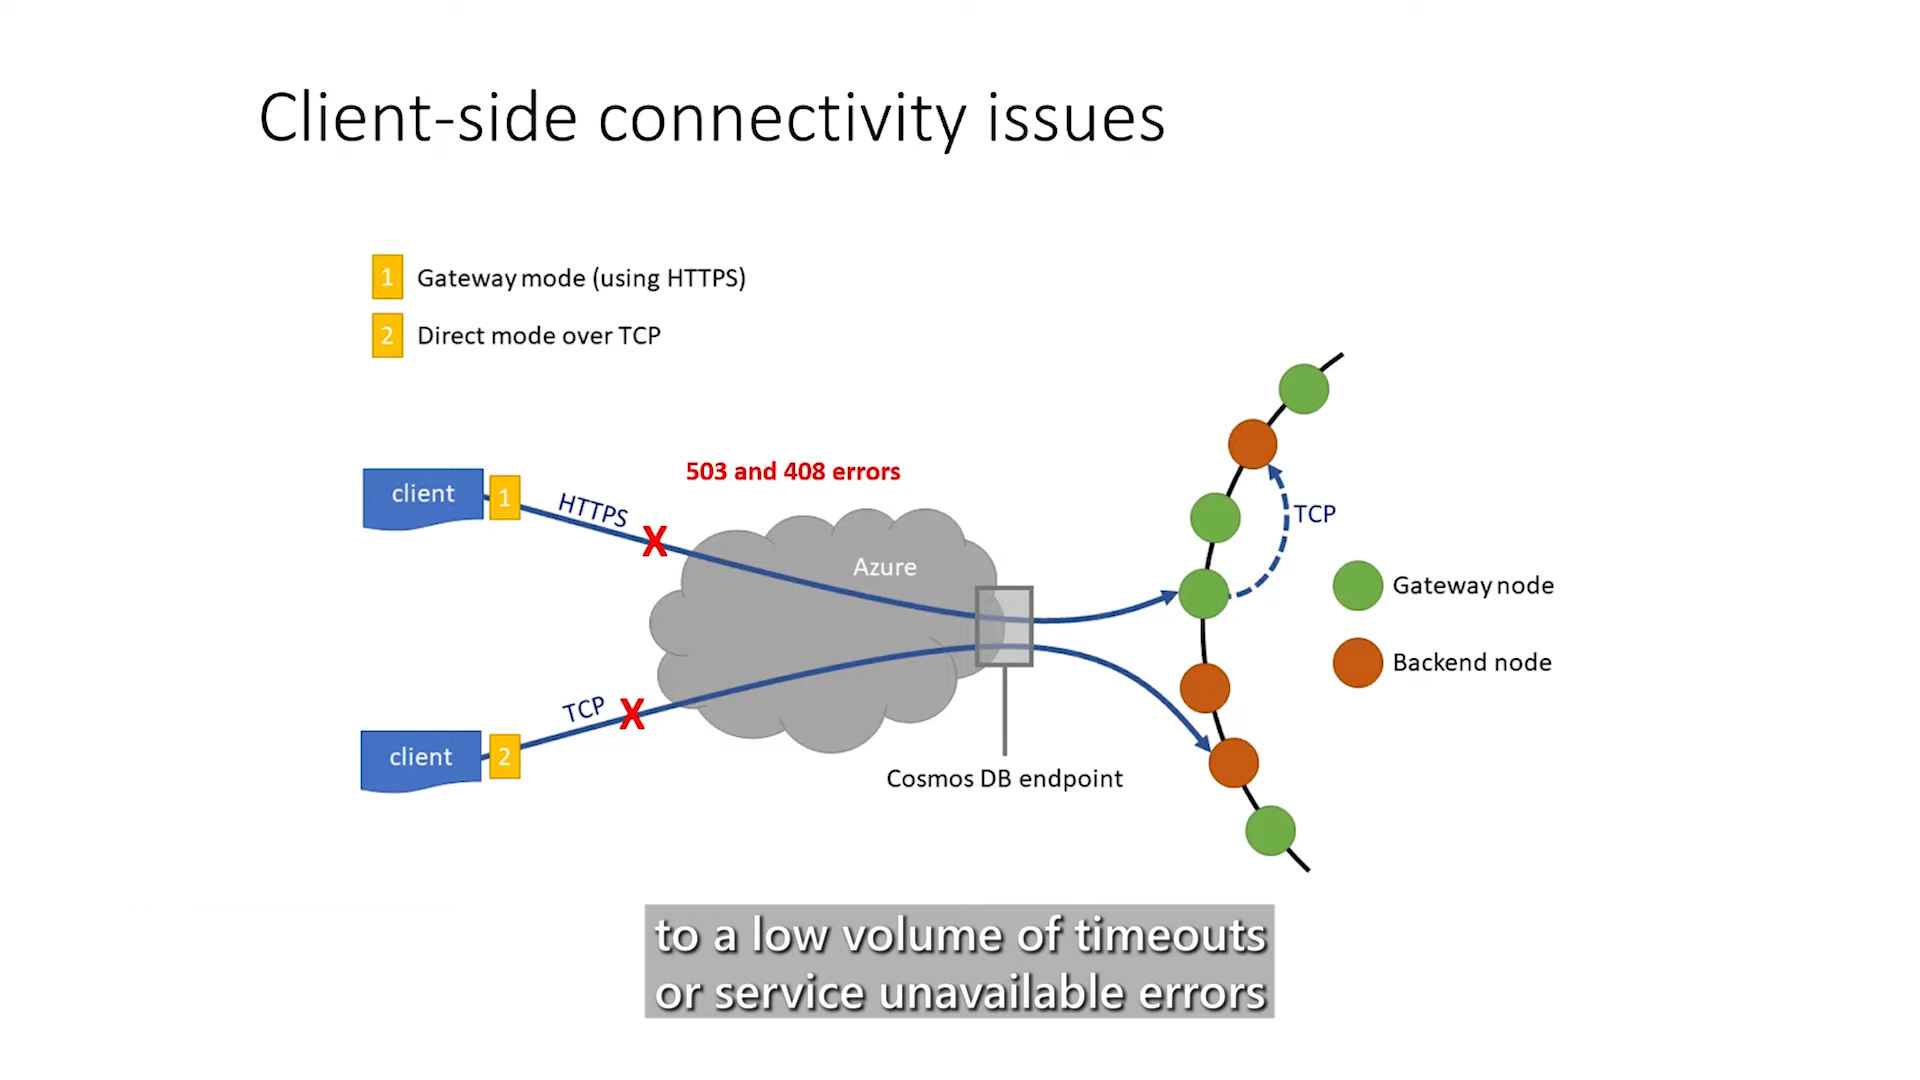 Client-side connectivity issues
1 Gateway mode (using HTTPS)
2 Direct mode over TCP
503 and 408 errors
client 1
HTTPS
X
Azure
TCP
Gateway node
Backend node
TCP
X
client 2
Cosmos DB endpoint
to a low volume of timeouts
or service unavailable errors